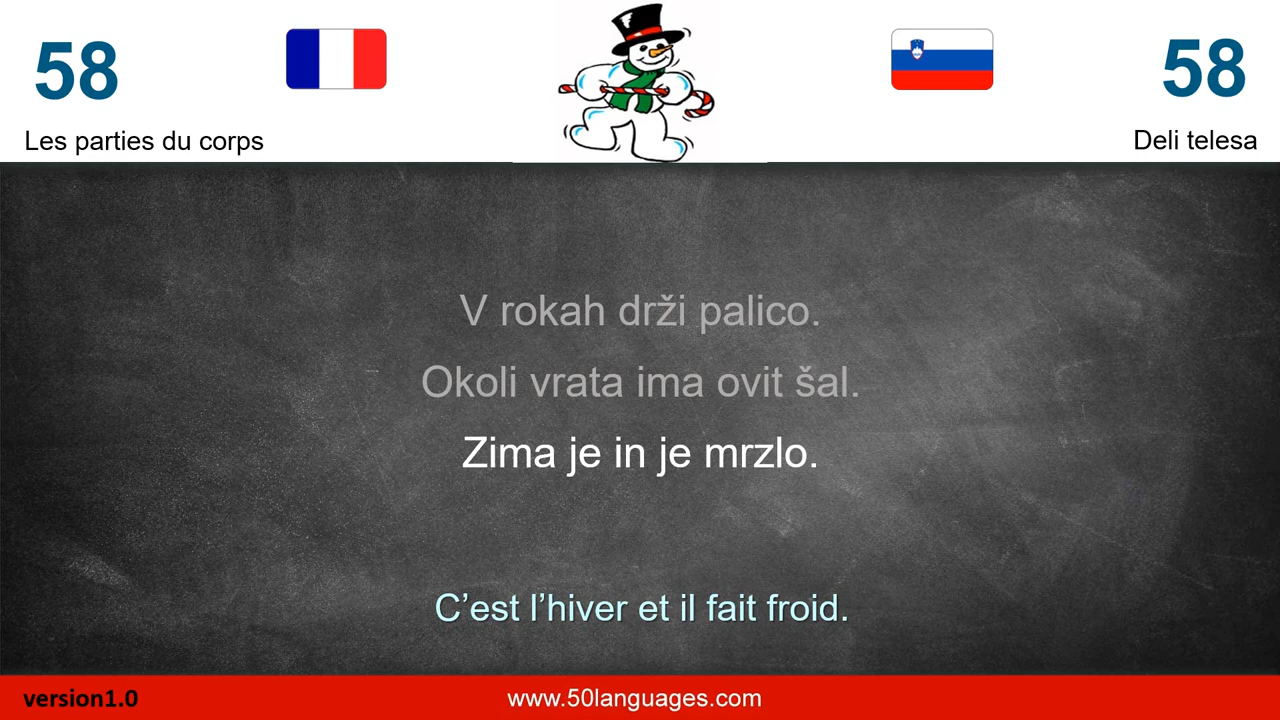 58
58
Les parties du corps
Deli telesa
V rokah drži palico.
Okoli vrata ima ovit šal.
Zima je in je mrzlo.
C’est l’hiver et il fait froid.
version1.0
www.50languages.com